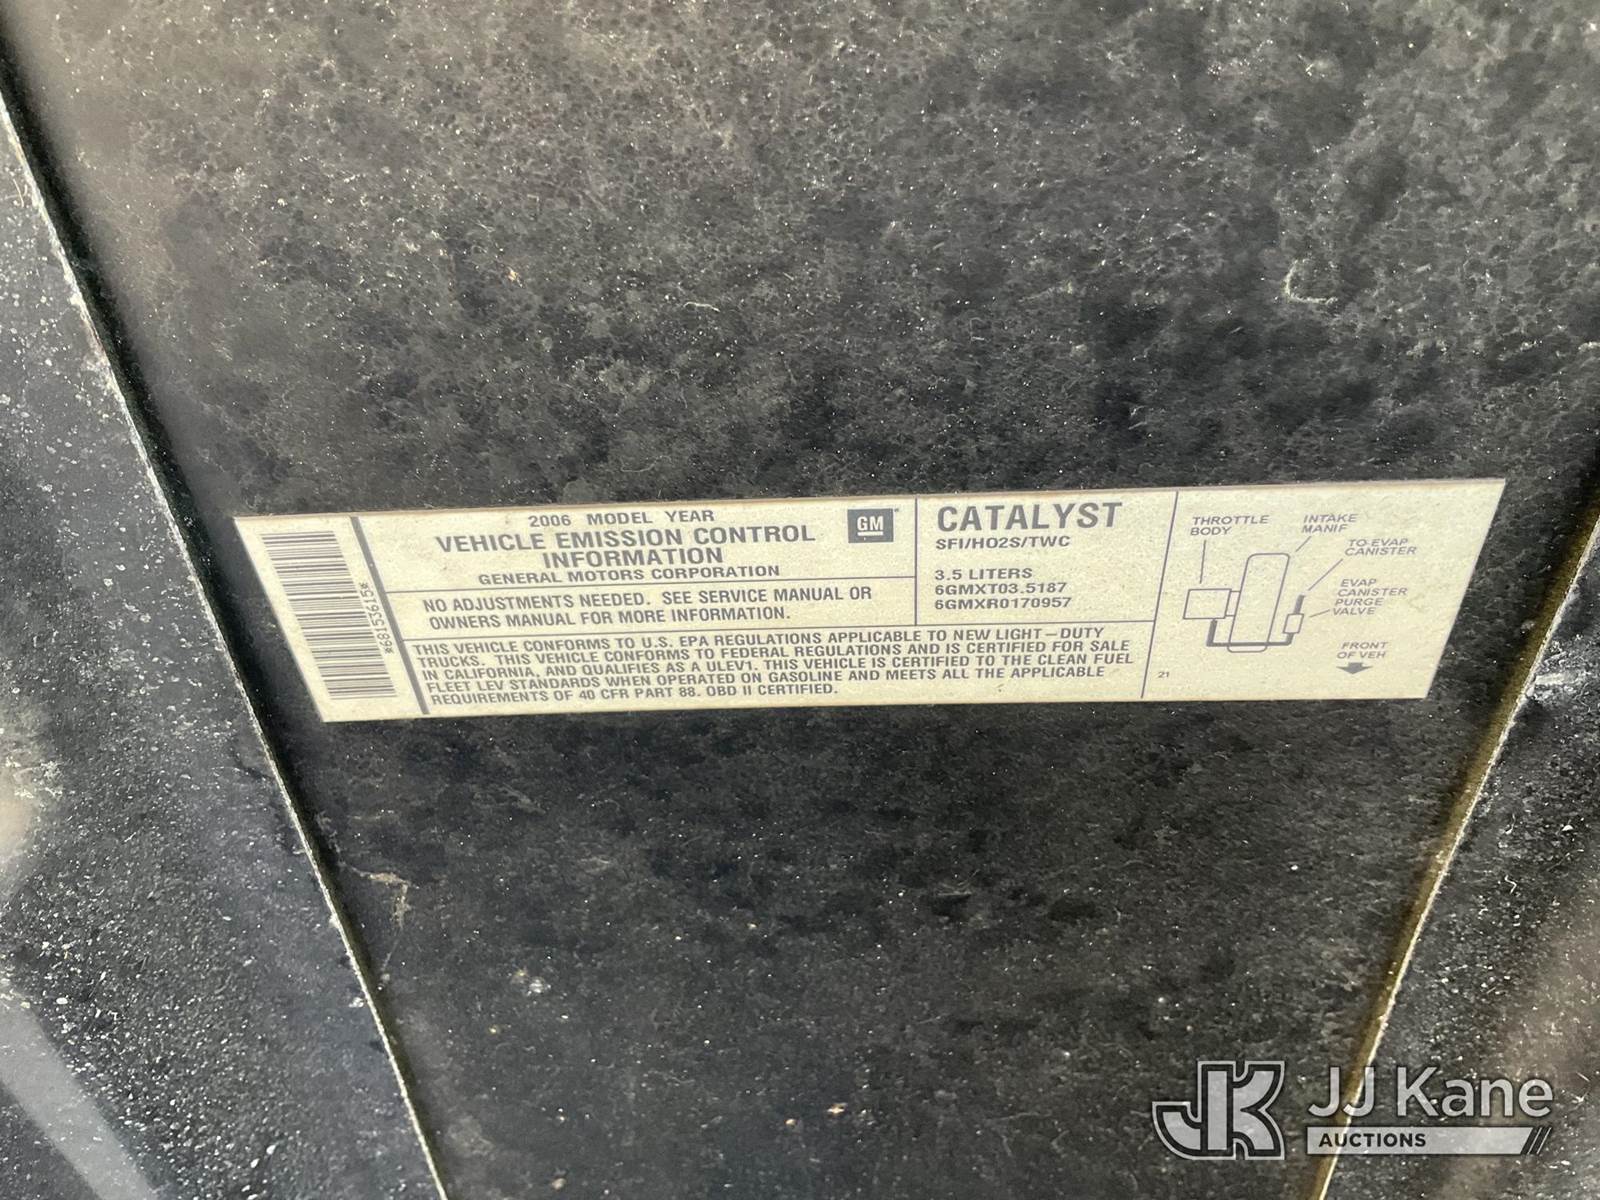 *68153615*
2006 MODEL YEAR
VEHICLE EMISSION CONTROL
INFORMATION
GENERAL MOTORS CORPORATION
GM
NO ADJUSTMENTS NEEDED. SEE SERVICE MANUAL OR
OWNERS MANUAL FOR MORE INFORMATION.
CATALYST
SFI/HO2S/TWC
3.5 LITERS
6GMXT03.5187
6GMXR0170957
THIS VEHICLE CONFORMS TO U.S. EPA REGULATIONS APPLICABLE TO NEW LIGHT-DUTY
TRUCKS. THIS VEHICLE CONFORMS TO FEDERAL REGULATIONS AND IS CERTIFIED FOR SALE
IN CALIFORNIA, AND QUALIFIES AS A ULEV1. THIS VEHICLE IS CERTIFIED TO THE CLEAN FUEL
FLEET LEV STANDARDS WHEN OPERATED ON GASOLINE AND MEETS ALL THE APPLICABLE
REQUIREMENTS OF 40 CFR PART 88. OBD II CERTIFIED.
THROTTLE
BODY
INTAKE
MANIF
TO EVAP
CANISTER
EVAP
CANISTER
PURGE
VALVE
FRONT
OF VEH
21
JK
JJ Kane
AUCTIONS